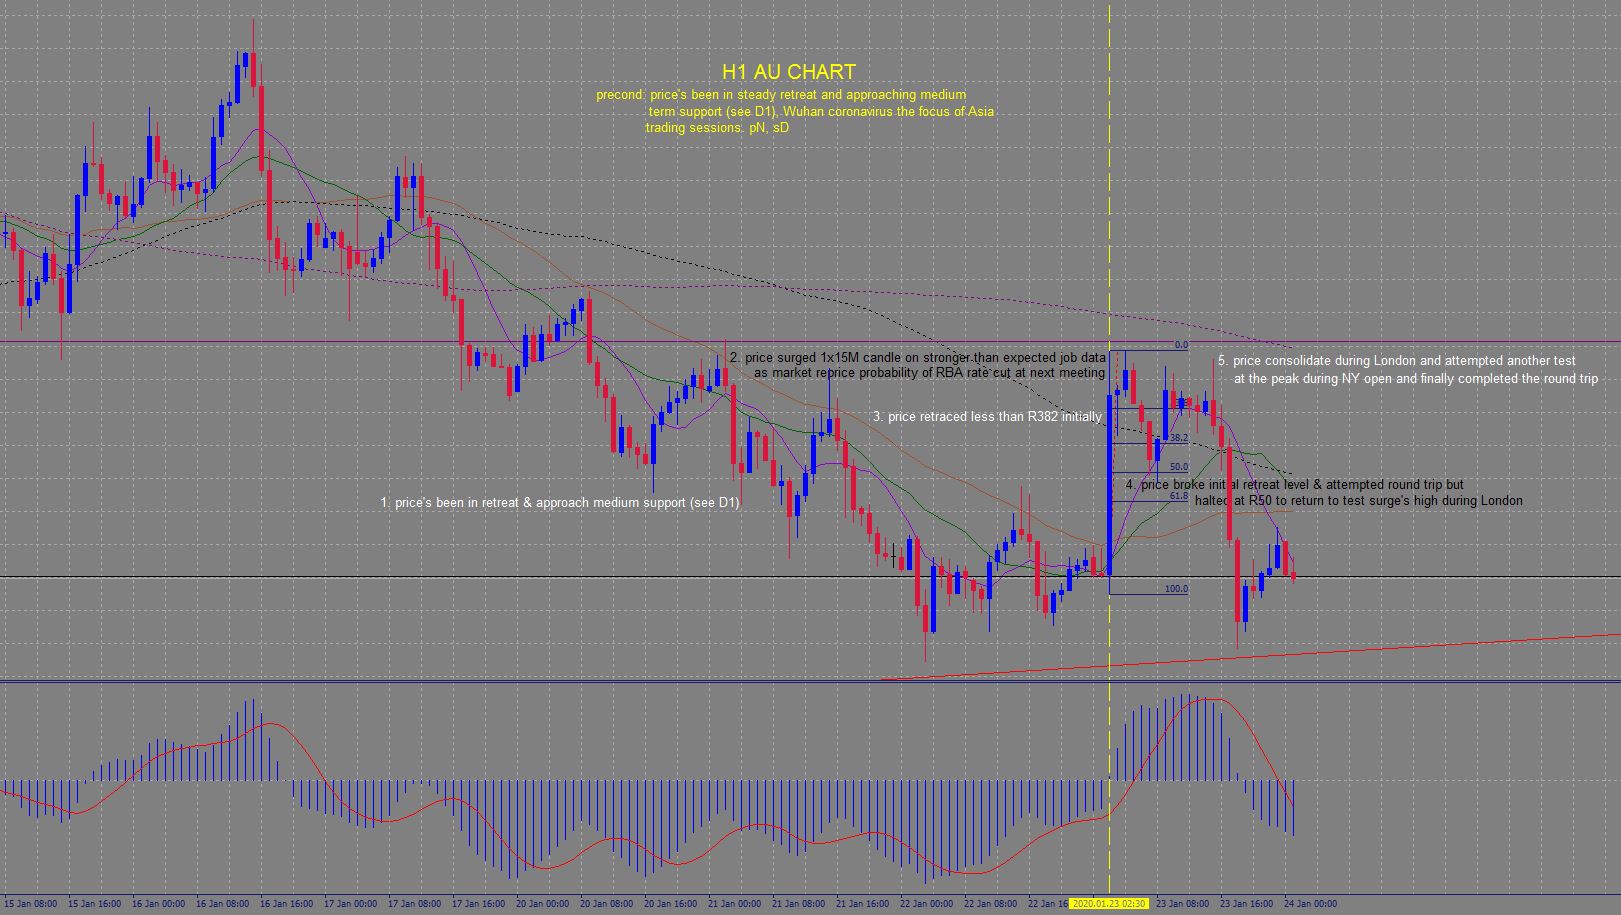 H1 AU CHART
precond: price's been in steady retreat and approaching medium
term support (see D1), Wuhan coronavirus the focus of Asia
trading sessions. pN, sD
2. price surged 1x15M candle on stronger than expected job data
as market reprice probability of RBA rate cut at next meeting
0.0
5. price consolidate during London and attempted another test
at the peak during NY open and finally completed the round trip
3. price retraced less than R382 initially
38.2
50.0
4. price broke initial retreat level & attempted round trip but
61.8
halted at R50 to return to test surge's high during London
1. price's been in retreat & approach medium support (see D1)
100.0
15 Jan 08:00 15 Jan 16:00 16 Jan 00:00 16 Jan 08:00 16 Jan 16:00 17 Jan 00:00 17 Jan 08:00 17 Jan 16:00 20 Jan 00:00 20 Jan 08:00 20 Jan 16:00 21 Jan 00:00 21 Jan 08:00 21 Jan 16:00 22 Jan 00:00 22 Jan 08:00 22 Jan 16 2020.01.23 02:30 23 Jan 08:00 23 Jan 16:00 24 Jan 00:00